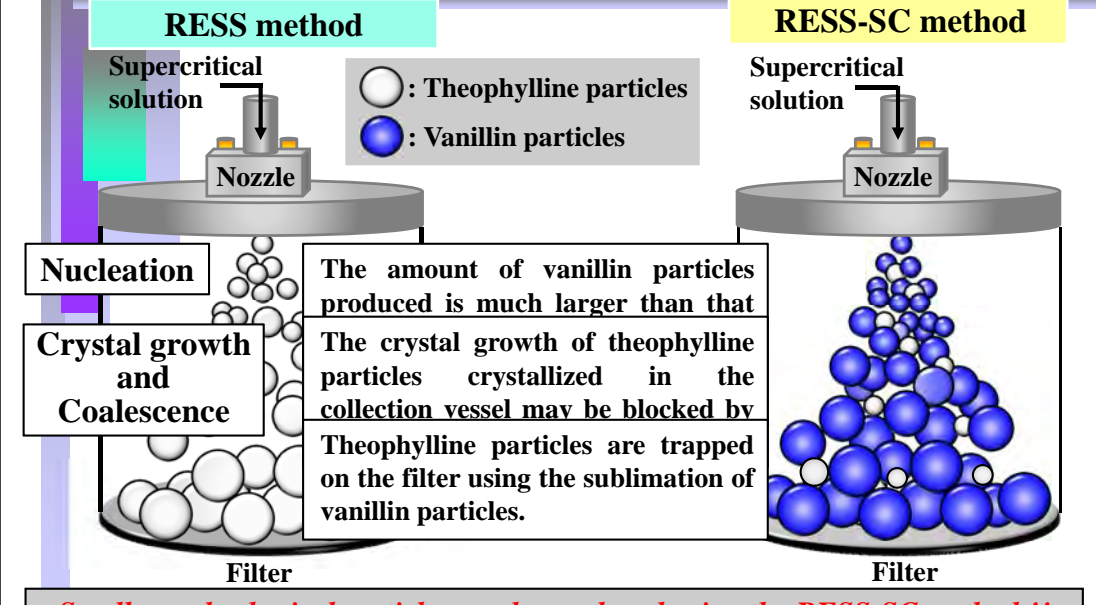 RESS method
RESS-SC method
Supercritical
solution
: Theophylline particles
: Vanillin particles
Supercritical
solution
Nozzle
Nozzle
Nucleation
Crystal growth
and
Coalescence
The amount of vanillin particles
produced is much larger than that
The crystal growth of theophylline
particles crystallized in the
collection vessel may be blocked by
Theophylline particles are trapped
on the filter using the sublimation of
vanillin particles.
Filter
Filter